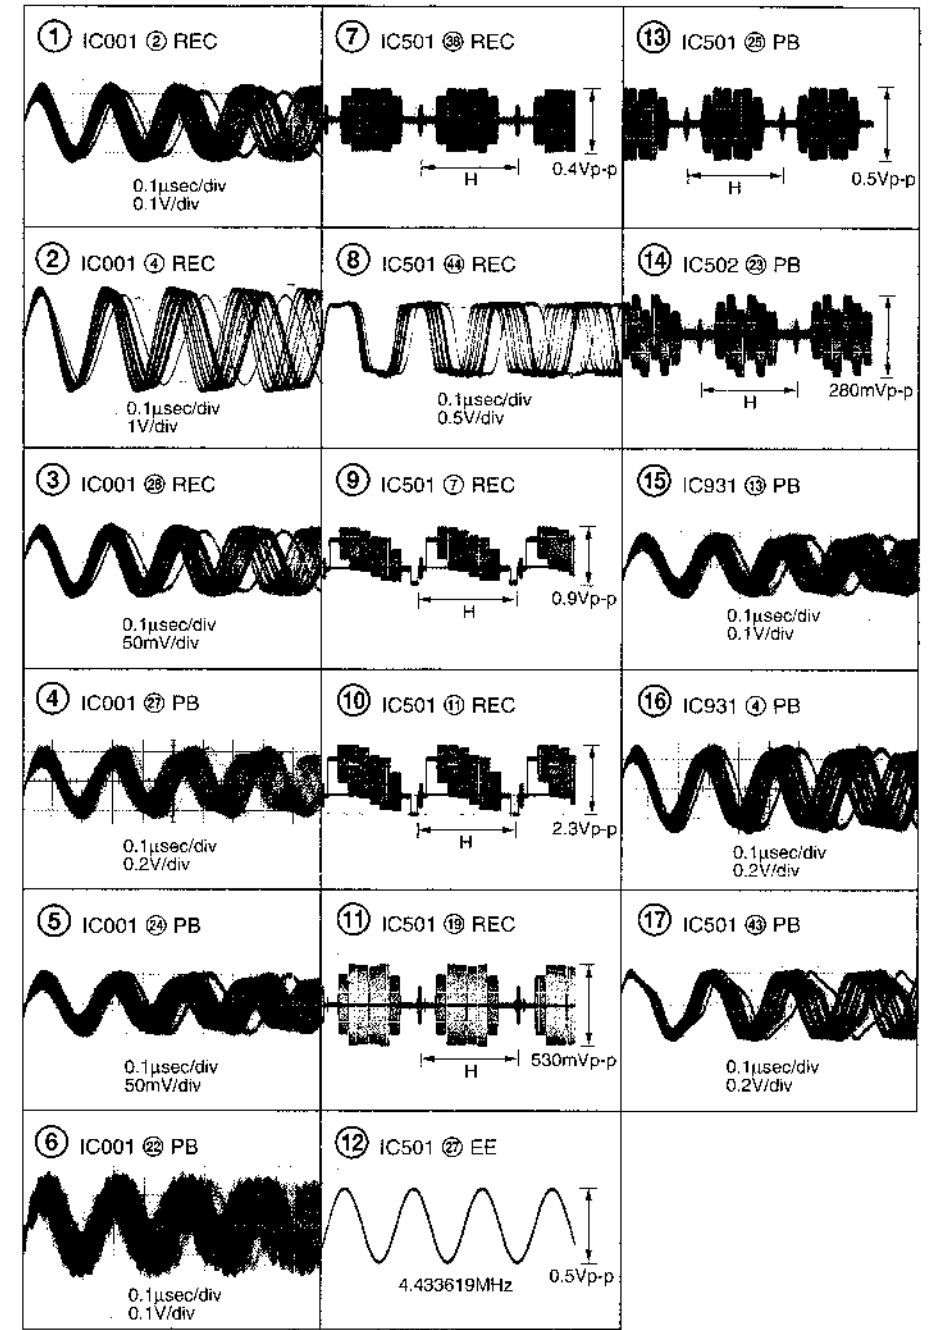 ① IC001 ② REC
0.1μsec/div
0.1V/div
② IC001 ④ REC
0.1μsec/div
1V/div
③ IC001 ㉘ REC
0.1μsec/div
50mV/div
④ IC001 ㉗ PB
0.1μsec/div
0.2V/div
⑤ IC001 ㉔ PB
0.1μsec/div
50mV/div
⑥ IC001 ㉒ PB
0.1μsec/div
0.1V/div
⑦ IC501 ㊳ REC
0.4Vp-p
H
⑧ IC501 ㊹ REC
0.1μsec/div
0.5V/div
⑨ IC501 ⑦ REC
0.9Vp-p
H
⑩ IC501 ⑪ REC
2.3Vp-p
H
⑪ IC501 ⑲ REC
530mVp-p
H
⑫ IC501 ㉗ EE
4.433619MHz
0.5Vp-p
⑬ IC501 ㉕ PB
0.5Vp-p
H
⑭ IC502 ㉓ PB
280mVp-p
H
⑮ IC931 ⑬ PB
0.1μsec/div
0.1V/div
⑯ IC931 ④ PB
0.1μsec/div
0.2V/div
⑰ IC501 ㊸ PB
0.1μsec/div
0.2V/div